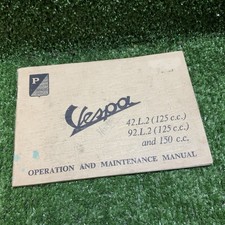 P
Vespa
42.L.2 (125 c.c.)
92.L.2 (125 c.c.)
and 150 c.c.
OPERATION AND MAINTENANCE MANUAL